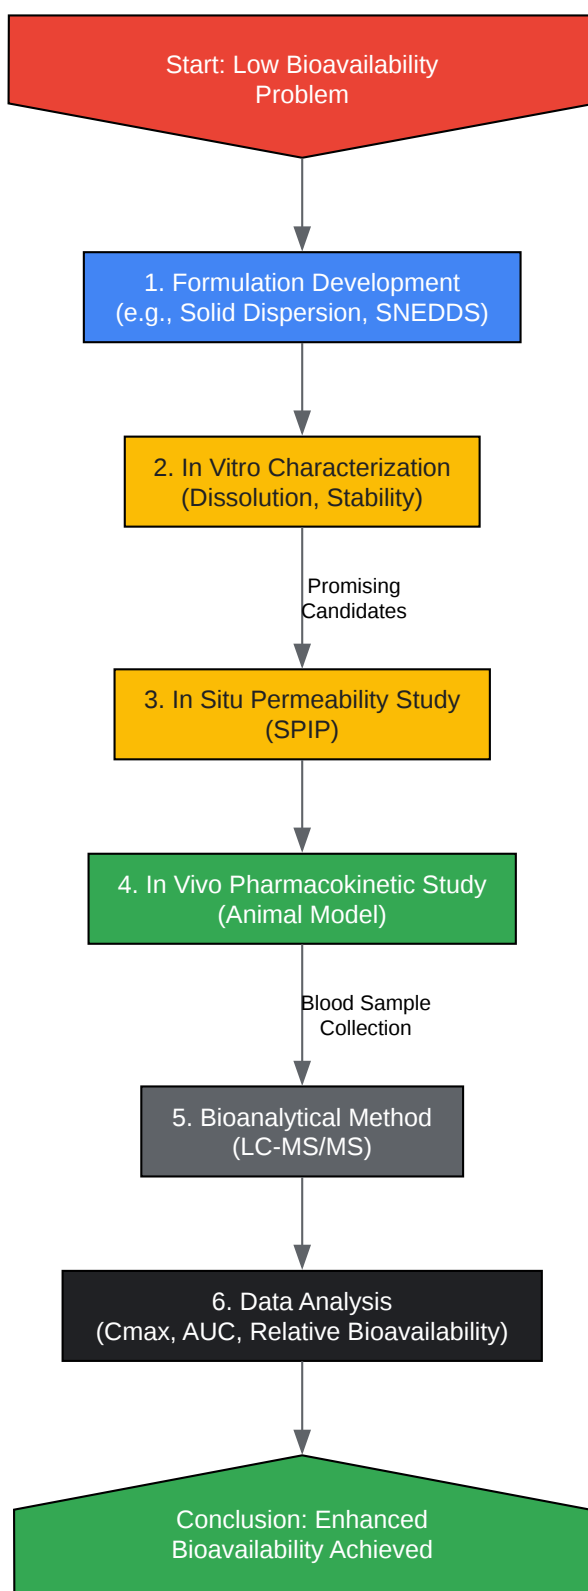 Start: Low Bioavailability
Problem
1. Formulation Development
(e.g., Solid Dispersion, SNEDDS)
2. In Vitro Characterization
(Dissolution, Stability)
Promising
Candidates
3. In Situ Permeability Study
(SPIP)
4. In Vivo Pharmacokinetic Study
(Animal Model)
Blood Sample
Collection
5. Bioanalytical Method
(LC-MS/MS)
6. Data Analysis
(Cmax, AUC, Relative Bioavailability)
Conclusion: Enhanced
Bioavailability Achieved